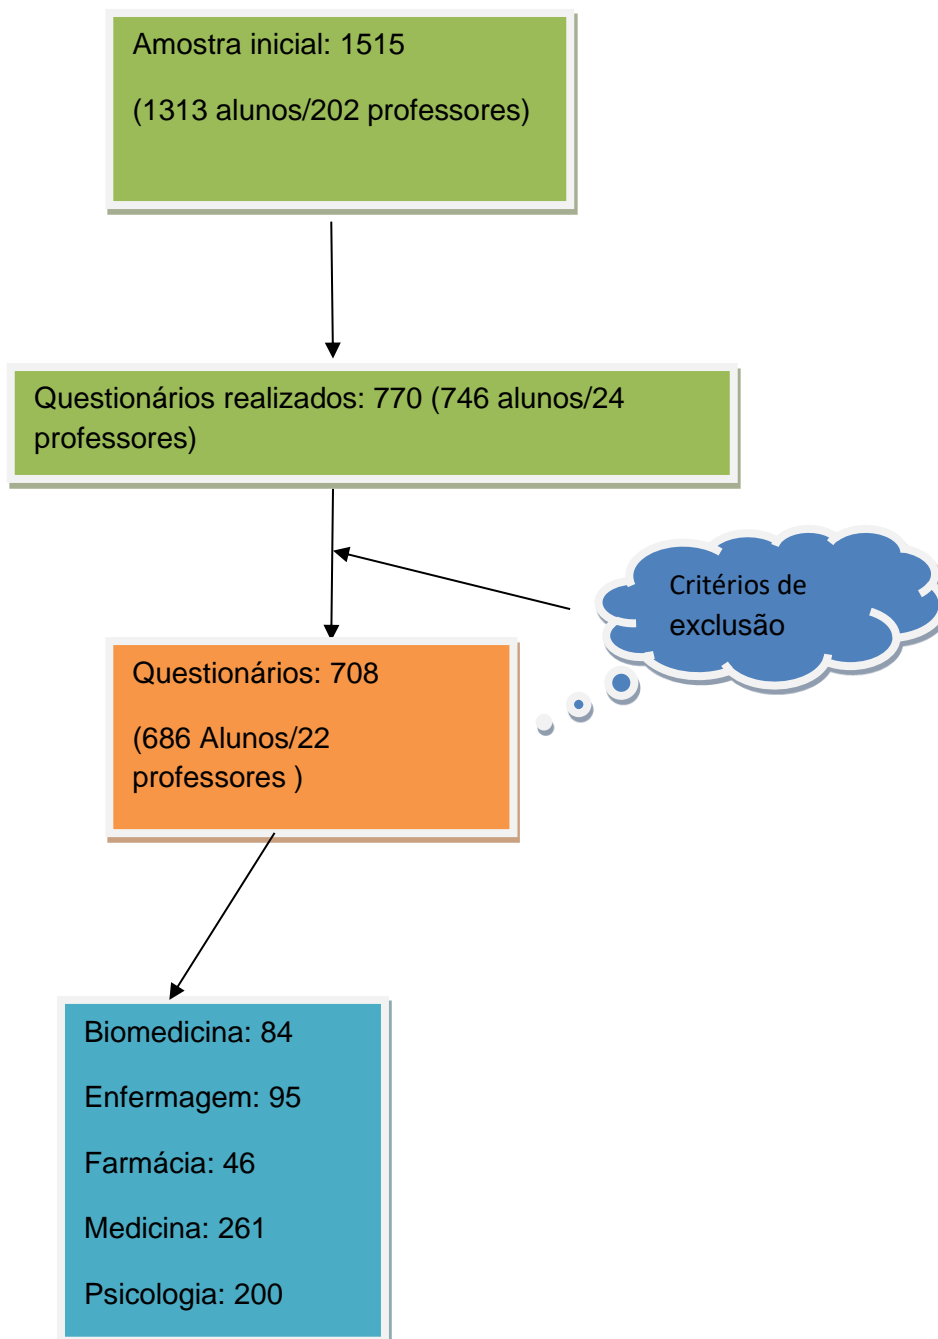 Amostra inicial: 1515
(1313 alunos/202 professores)
Questionários realizados: 770 (746 alunos/24
professores)
Critérios de
exclusão
Questionários: 708
(686 Alunos/22
professores )
Biomedicina: 84
Enfermagem: 95
Farmácia: 46
Medicina: 261
Psicologia: 200